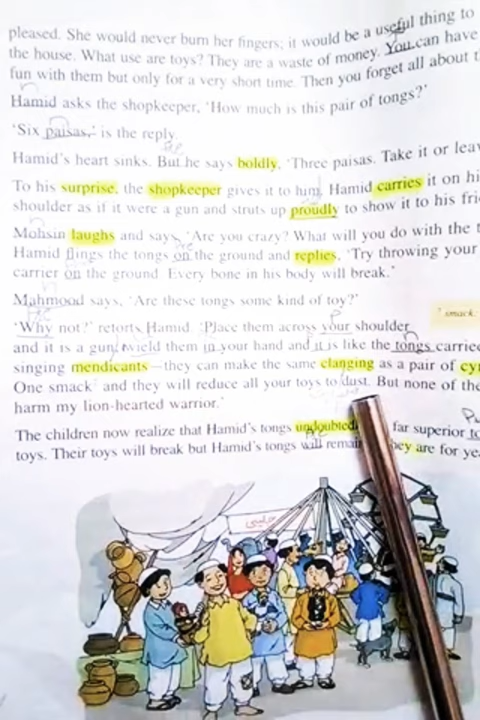 pleased. She would never burn her fingers; it would be a useful thing to
the house. What use are toys? They are a waste of money. You can have
fun with them but only for a very short time. Then you forget all about
Hamid asks the shopkeeper, 'How much is this pair of tongs?'
'Six paisas,' is the reply.
Hamid's heart sinks. But he says boldly, 'Three paisas. Take it or
To his surprise, the shopkeeper gives it to him. Hamid carries it on
shoulder as if it were a gun and struts up proudly to show it to his
Mohsin laughs and says, 'Are you crazy? What will you do with the
Hamid flings the tongs on the ground and replies, 'Try throwing your
carrier on the ground. Every bone in his body will break.'
Mahmood says, 'Are these tongs some kind of toy?'
'Why not?' retorts Hamid. 'Place them across your shoulder
7 smack:
and it is a gun; wield them in your hand and it is like the tongs
singing mendicants—they can make the same clanging as a pair of
One smack7 and they will reduce all your toys to dust. But none of
harm my lion-hearted warrior.'
The children now realize that Hamid's tongs far superior
toys. Their toys will break but Hamid's tongs will are for